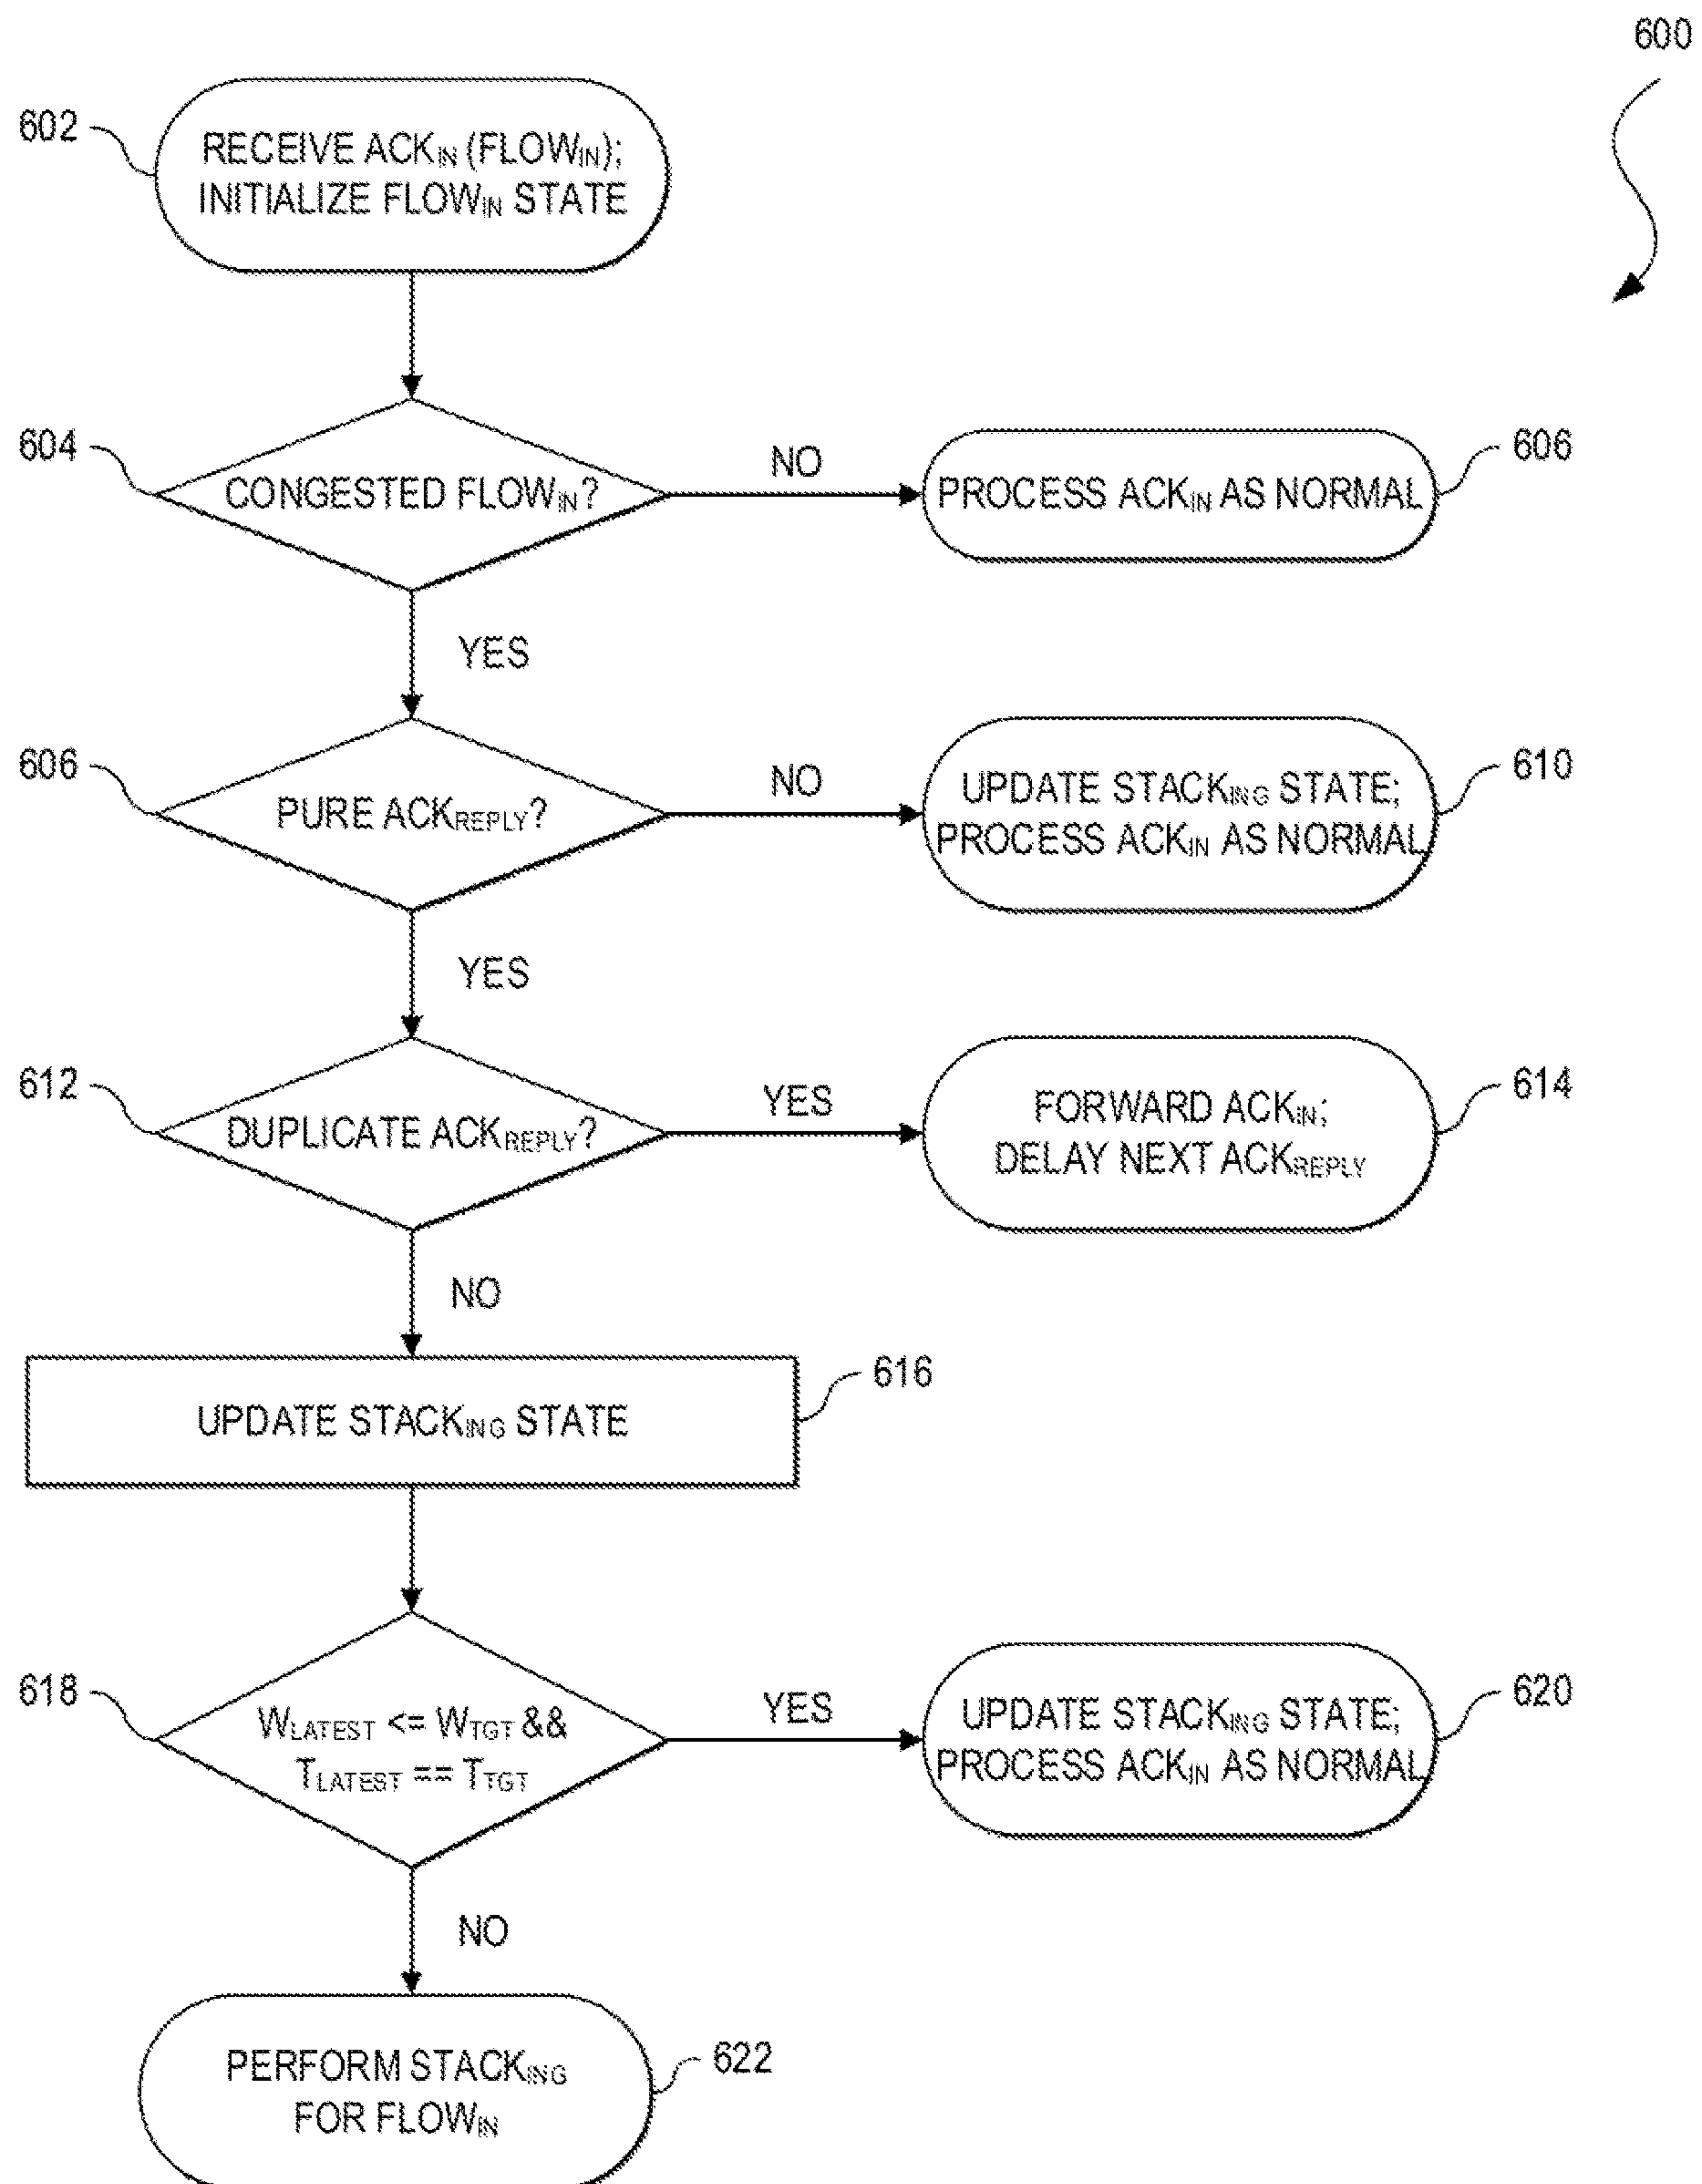 600
602
RECEIVE ACKIN (FLOWIN);
INITIALIZE FLOWIN STATE
604
CONGESTED FLOWIN?
NO
PROCESS ACKIN AS NORMAL
606
YES
606
PURE ACKREPLY?
NO
UPDATE STACKING STATE;
PROCESS ACKIN AS NORMAL
610
YES
612
DUPLICATE ACKREPLY?
YES
FORWARD ACKIN;
DELAY NEXT ACKREPLY
614
NO
UPDATE STACKING STATE
616
618
WLATEST <= WTGT &&
TLATEST == TTGT
YES
UPDATE STACKING STATE;
PROCESS ACKIN AS NORMAL
620
NO
PERFORM STACKING
FOR FLOWIN
622